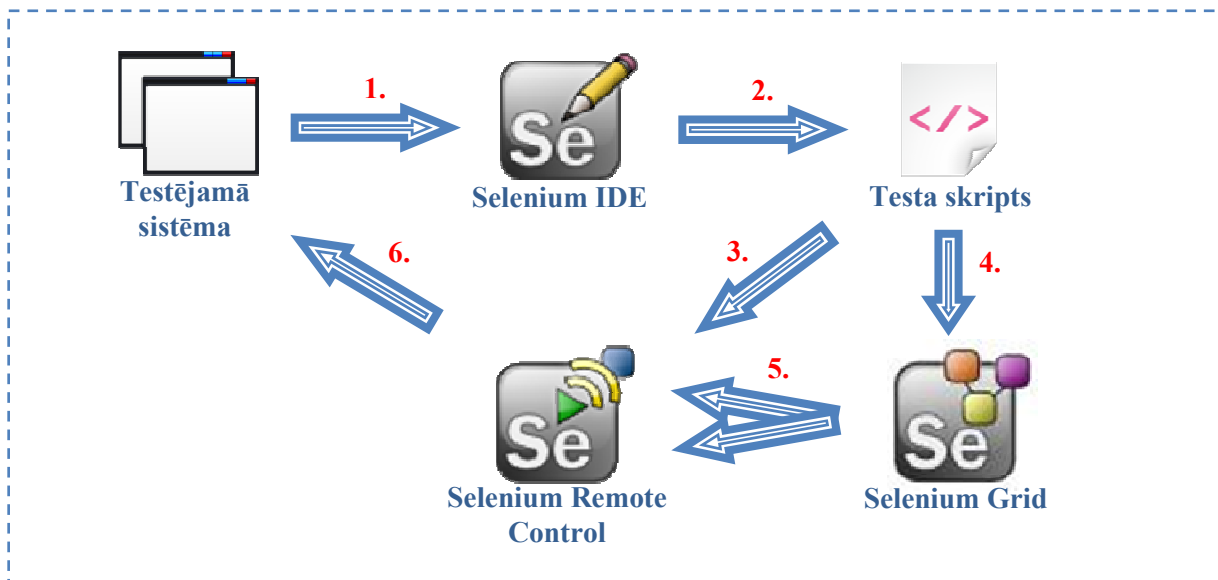 1.
2.
</>
Se
Testējamā
sistēma
Selenium IDE
Testa skripts
3.
4.
6.
5.
Se
Se
Selenium Remote
Control
Selenium Grid